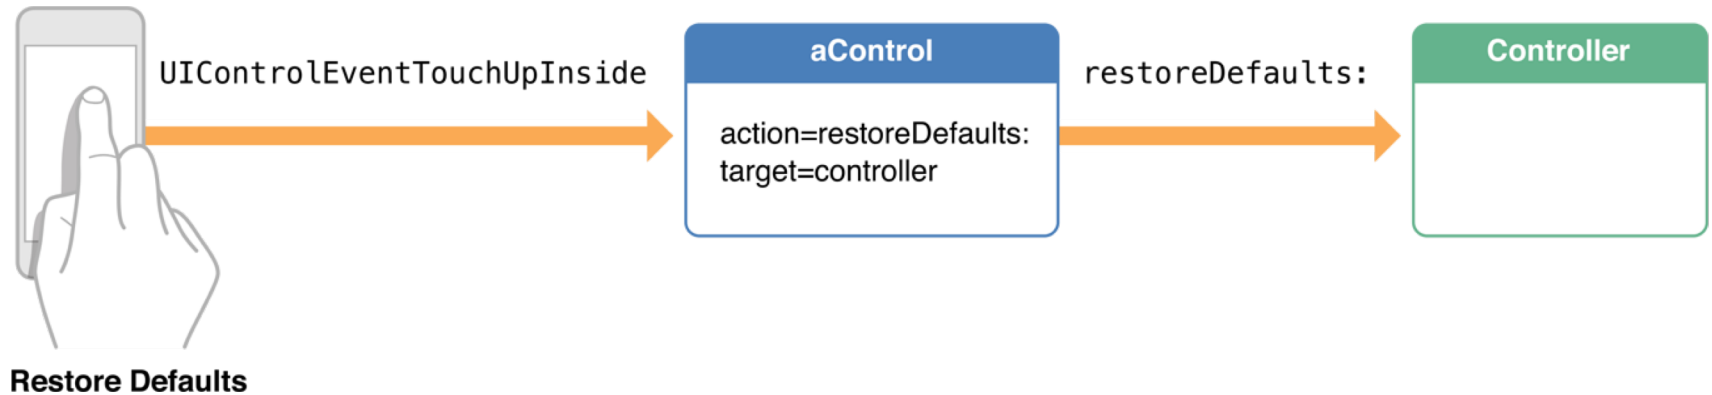 UIControlEventTouchUpInside
aControl
action=restoreDefaults:
target=controller
restoreDefaults:
Controller
Restore Defaults